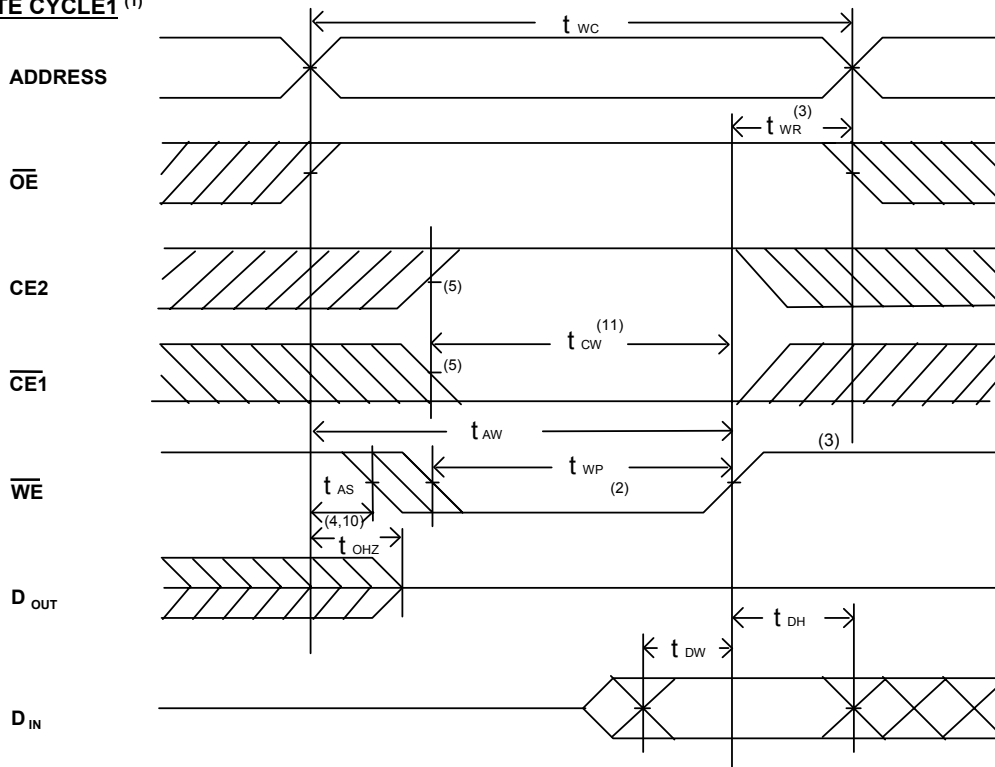 TE CYCLE1 (1)
t WC
ADDRESS
t WR (3)
OE
CE2
(5)
t CW (11)
CE1
(5)
t AW
(3)
WE
t WP
(2)
t AS
(4,10)
t OHZ
D OUT
t DH
t DW
D IN